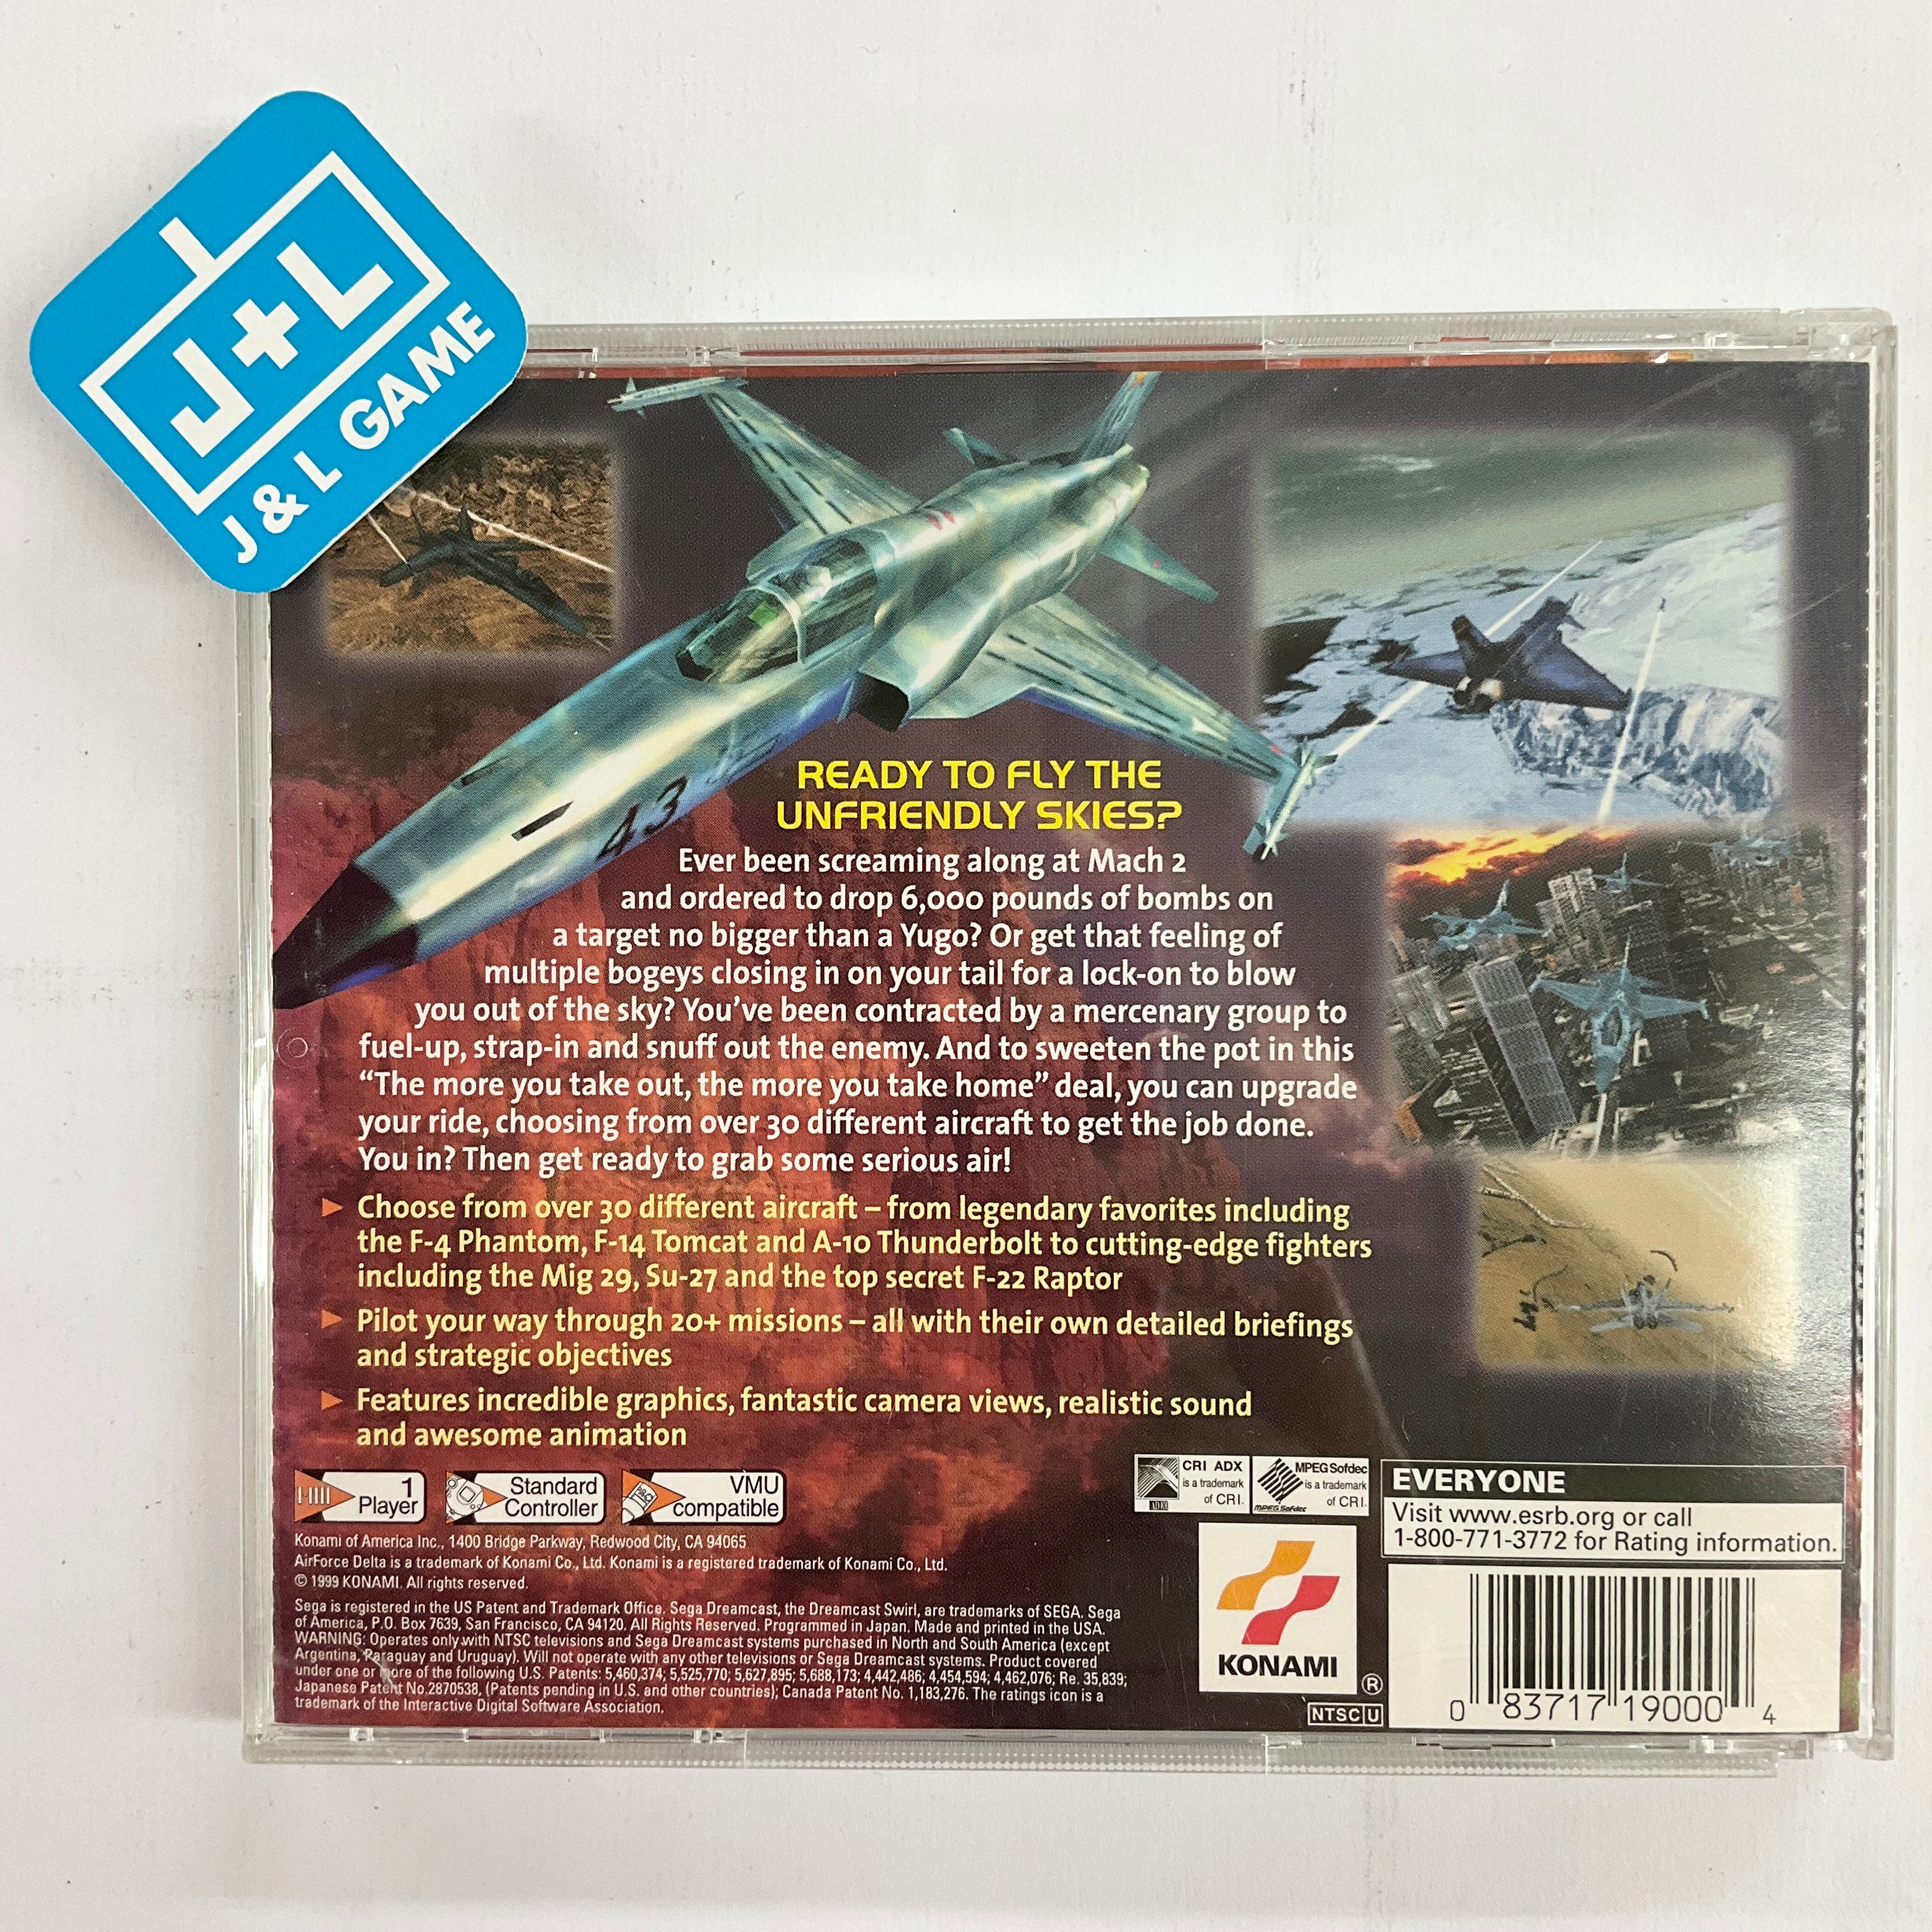 J+L
J & L GAME
43
READY TO FLY THE
UNFRIENDLY SKIES?
Ever been screaming along at Mach 2
and ordered to drop 6,000 pounds of bombs on
a target no bigger than a Yugo? Or get that feeling of
multiple bogeys closing in on your tail for a lock-on to blow
you out of the sky? You've been contracted by a mercenary group to
fuel-up, strap-in and snuff out the enemy. And to sweeten the pot in this
“The more you take out, the more you take home” deal, you can upgrade
your ride, choosing from over 30 different aircraft to get the job done.
You in? Then get ready to grab some serious air!
Choose from over 30 different aircraft – from legendary favorites including
the F-4 Phantom, F-14 Tomcat and A-10 Thunderbolt to cutting-edge fighters
including the Mig 29, Su-27 and the top secret F-22 Raptor
Pilot your way through 20+ missions – all with their own detailed briefings
and strategic objectives
Features incredible graphics, fantastic camera views, realistic sound
and awesome animation
1
Player
Standard
Controller
VMU
compatible
CRI ADX
is a trademark
of CRI.
ADX
MPEG Sofdec
is a trademark
of CRI.
MPEG Sofdec
EVERYONE
Visit www.esrb.org or call
1-800-771-3772 for Rating information.
Konami of America Inc., 1400 Bridge Parkway, Redwood City, CA 94065
AirForce Delta is a trademark of Konami Co., Ltd. Konami is a registered trademark of Konami Co., Ltd.
© 1999 KONAMI. All rights reserved.
Sega is registered in the US Patent and Trademark Office. Sega Dreamcast, the Dreamcast Swirl, are trademarks of SEGA. Sega
of America, P.O. Box 7639, San Francisco, CA 94120. All Rights Reserved. Programmed in Japan. Made and printed in the USA.
WARNING: Operates only with NTSC televisions and Sega Dreamcast systems purchased in North and South America (except
Argentina, Paraguay and Uruguay). Will not operate with any other televisions or Sega Dreamcast systems. Product covered
under one or more of the following U.S. Patents: 5,460,374; 5,525,770; 5,627,895; 5,688,173; 4,442,486; 4,454,594; 4,462,076; Re. 35,839;
Japanese Patent No.2870538, (Patents pending in U.S. and other countries); Canada Patent No. 1,183,276. The ratings icon is a
trademark of the Interactive Digital Software Association.
KONAMI
®
NTSC U
0 83717 19000 4